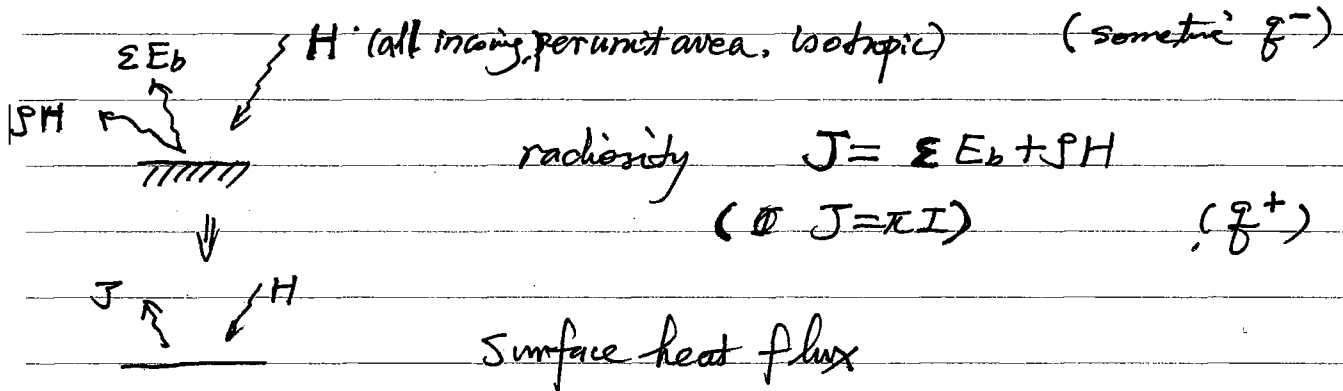 H (all incoming, per unit area, isotropic) (sometime q⁻)
εEb
ρH
radiosity J = εEb + ρH
(J = πI) (q⁺)
⇓
J H
surface heat flux